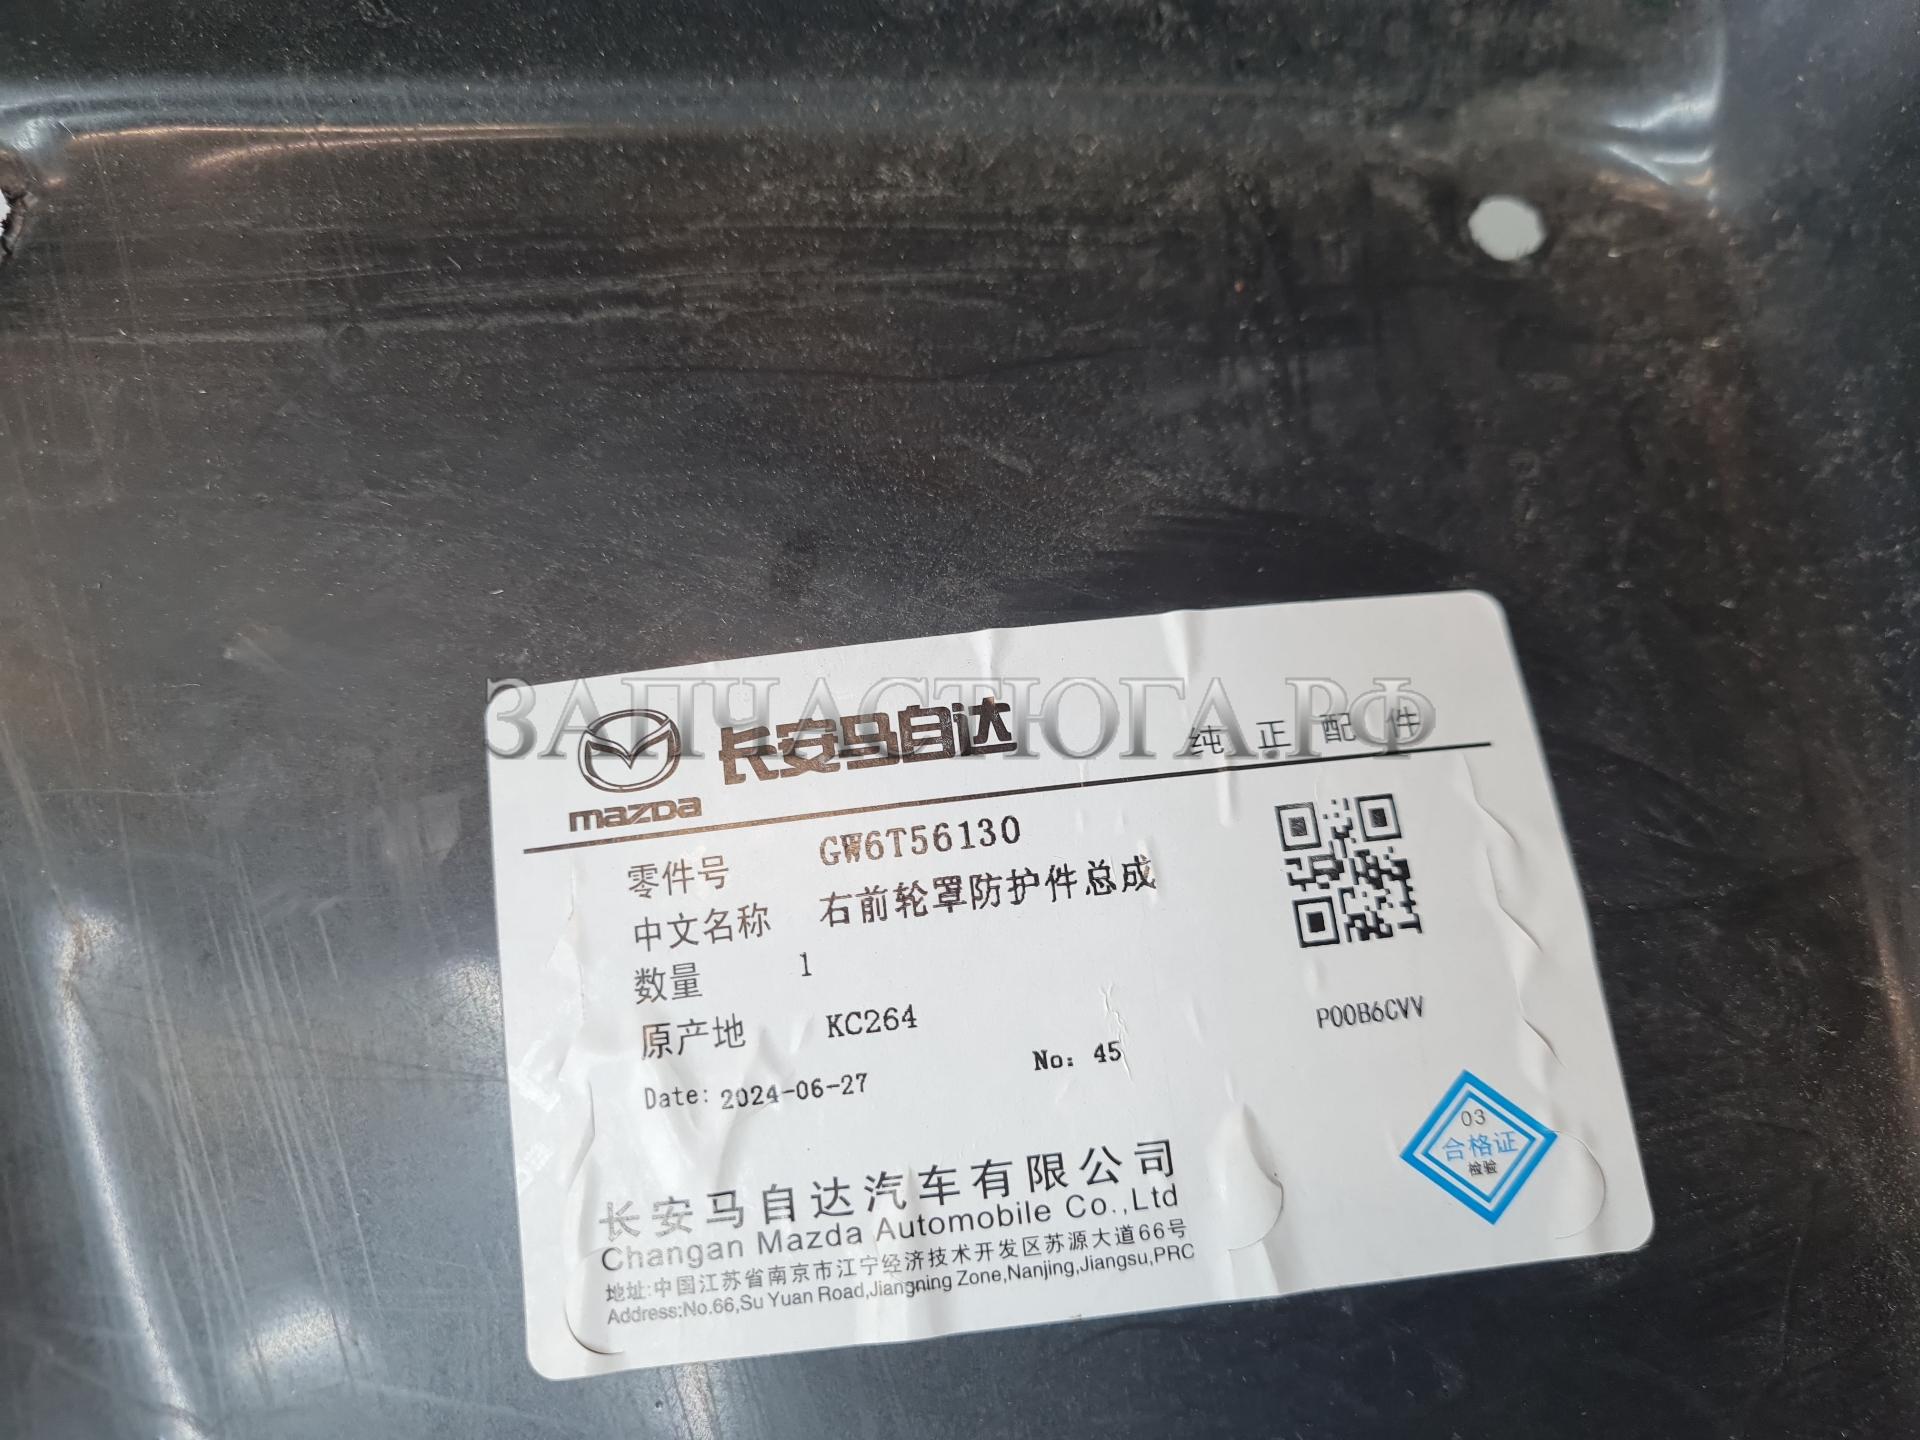 ЗАПЧАСТЮГА.РФ
mazda 长安马自达 纯正配件
零件号 GW6T56130
中文名称 右前轮罩防护件总成
数量 1
原产地 KC264
P00B6CVV
Date: 2024-06-27 No: 45
03
合格证
检验
长安马自达汽车有限公司
Changan Mazda Automobile Co.,Ltd
地址:中国江苏省南京市江宁经济技术开发区苏源大道66号
Address:No.66,Su Yuan Road,Jiangning Zone,Nanjing,Jiangsu,PRC